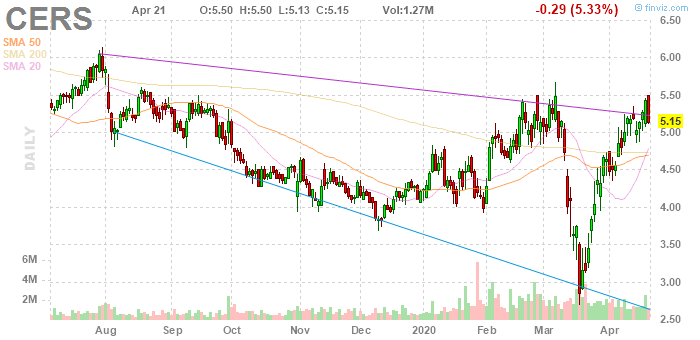 CERS Apr 21 O:5.50 H:5.50 L:5.13 C:5.15 Vol:1.27M -0.29 (5.33%) © finviz.com
SMA 50
SMA 200
SMA 20
DAILY
6.50
6.00
5.50
5.15
5.00
4.50
4.00
3.50
3.00
2.50
6M
4M
2M
Aug Sep Oct Nov Dec 2020 Feb Mar Apr